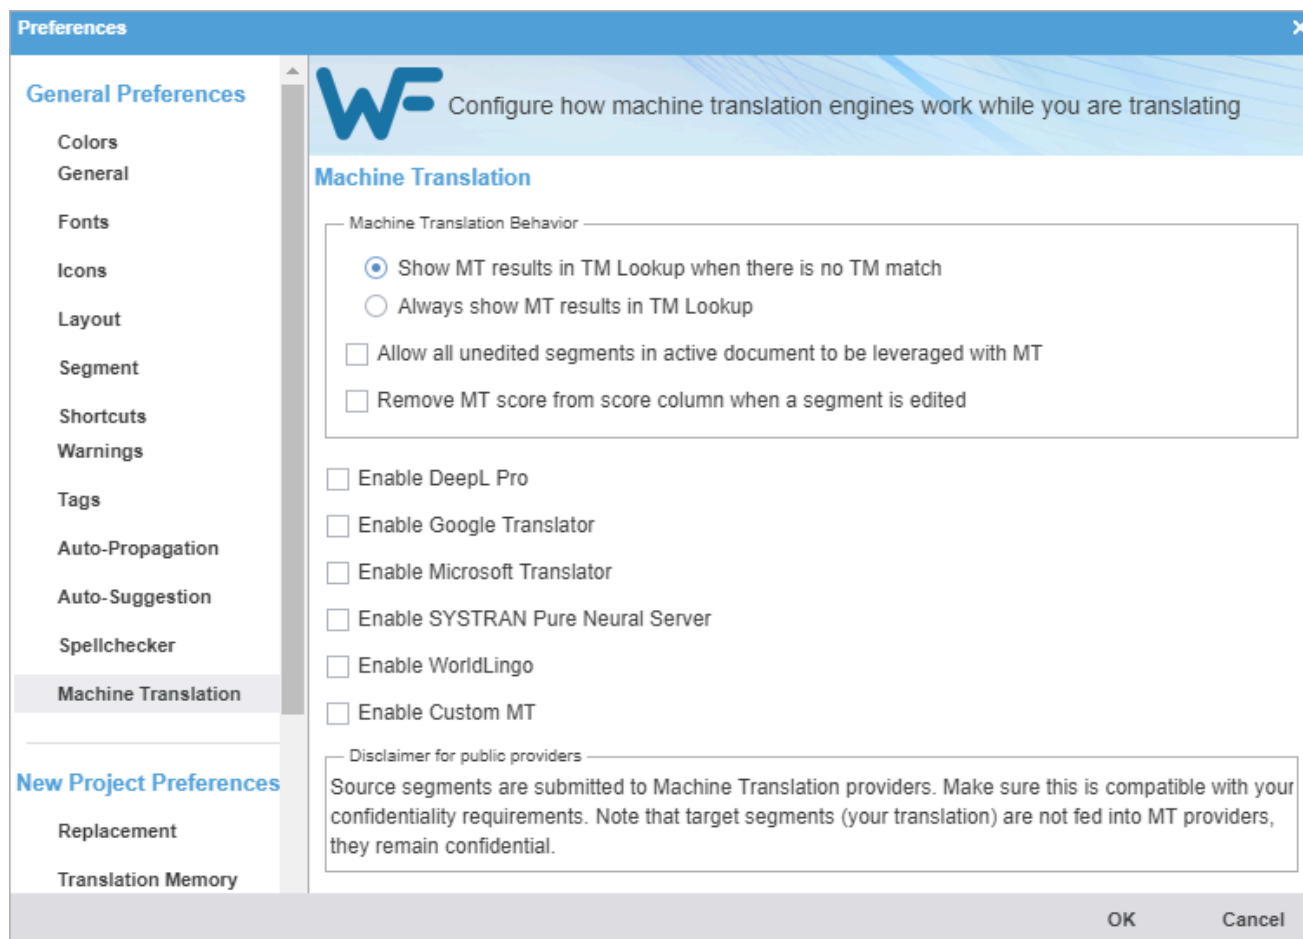 Preferences
General Preferences
Colors
General
Fonts
Icons
Layout
Segment
Shortcuts
Warnings
Tags
Auto-Propagation
Auto-Suggestion
Spellchecker
Machine Translation
New Project Preferences
Replacement
Translation Memory
WF
Configure how machine translation engines work while you are translating
Machine Translation
Machine Translation Behavior
Show MT results in TM Lookup when there is no TM match
Always show MT results in TM Lookup
Allow all unedited segments in active document to be leveraged with MT
Remove MT score from score column when a segment is edited
Enable DeepL Pro
Enable Google Translator
Enable Microsoft Translator
Enable SYSTRAN Pure Neural Server
Enable WorldLingo
Enable Custom MT
Disclaimer for public providers
Source segments are submitted to Machine Translation providers. Make sure this is compatible with your
confidentiality requirements. Note that target segments (your translation) are not fed into MT providers,
they remain confidential.
OK
Cancel